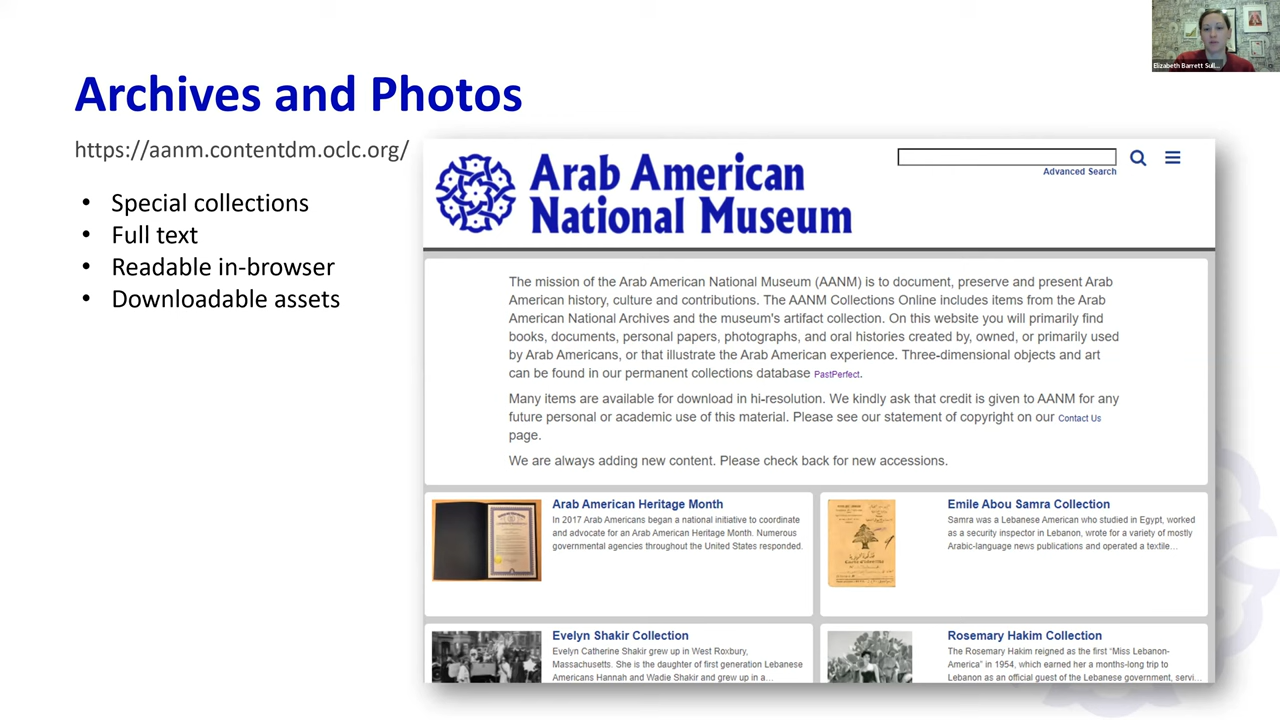 Elizabeth Barrett Sull...
Archives and Photos
https://aanm.contentdm.oclc.org/
• Special collections
• Full text
• Readable in-browser
• Downloadable assets
Arab American
National Museum
Advanced Search
The mission of the Arab American National Museum (AANM) is to document, preserve and present Arab
American history, culture and contributions. The AANM Collections Online includes items from the Arab
American National Archives and the museum's artifact collection. On this website you will primarily find
books, documents, personal papers, photographs, and oral histories created by, owned, or primarily used
by Arab Americans, or that illustrate the Arab American experience. Three-dimensional objects and art
can be found in our permanent collections database PastPerfect.
Many items are available for download in hi-resolution. We kindly ask that credit is given to AANM for any
future personal or academic use of this material. Please see our statement of copyright on our Contact Us
page.
We are always adding new content. Please check back for new accessions.
Arab American Heritage Month
In 2017 Arab Americans began a national initiative to coordinate
and advocate for an Arab American Heritage Month. Numerous
governmental agencies throughout the United States responded.
Emile Abou Samra Collection
Samra was a Lebanese American who studied in Egypt, worked
as a security inspector in Lebanon, wrote for a variety of mostly
Arabic-language news publications and operated a textile...
Evelyn Shakir Collection
Evelyn Catherine Shakir grew up in West Roxbury,
Massachusetts. She is the daughter of first generation Lebanese
Americans Hannah and Wadie Shakir and grew up in a...
Rosemary Hakim Collection
The Rosemary Hakim reigned as the first “Miss Lebanon-
America” in 1954, which earned her a months-long trip to
Lebanon as an official guest of the Lebanese government, servi...